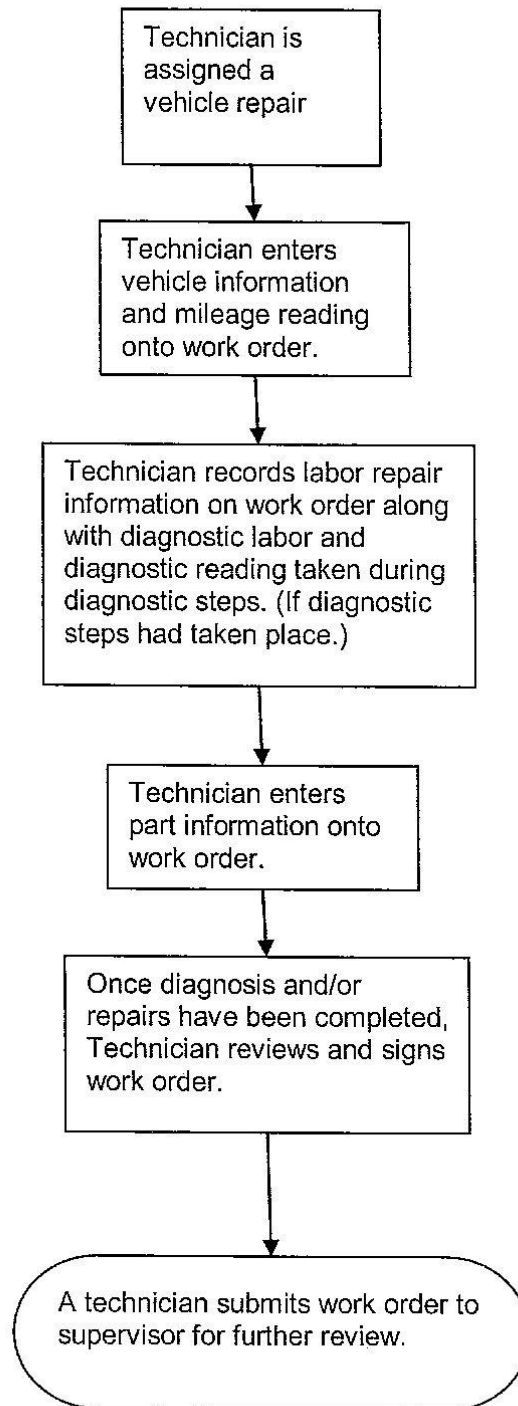 Technician is
assigned a
vehicle repair
Technician enters
vehicle information
and mileage reading
onto work order.
Technician records labor repair
information on work order along
with diagnostic labor and
diagnostic reading taken during
diagnostic steps. (If diagnostic
steps had taken place.)
Technician enters
part information onto
work order.
Once diagnosis and/or
repairs have been completed,
Technician reviews and signs
work order.
A technician submits work order to
supervisor for further review.